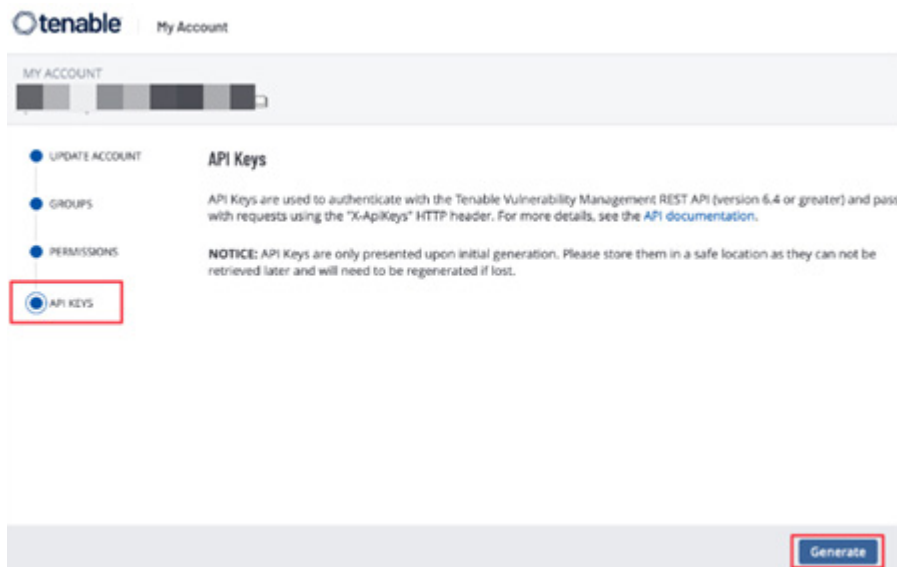 tenable My Account
MY ACCOUNT
UPDATE ACCOUNT
GROUPS
PERMISSIONS
API KEYS
API Keys
API Keys are used to authenticate with the Tenable Vulnerability Management REST API (version 6.4 or greater) and pass
with requests using the "X-ApiKeys" HTTP header. For more details, see the API documentation.
NOTICE: API Keys are only presented upon initial generation. Please store them in a safe location as they can not be
retrieved later and will need to be regenerated if lost.
Generate